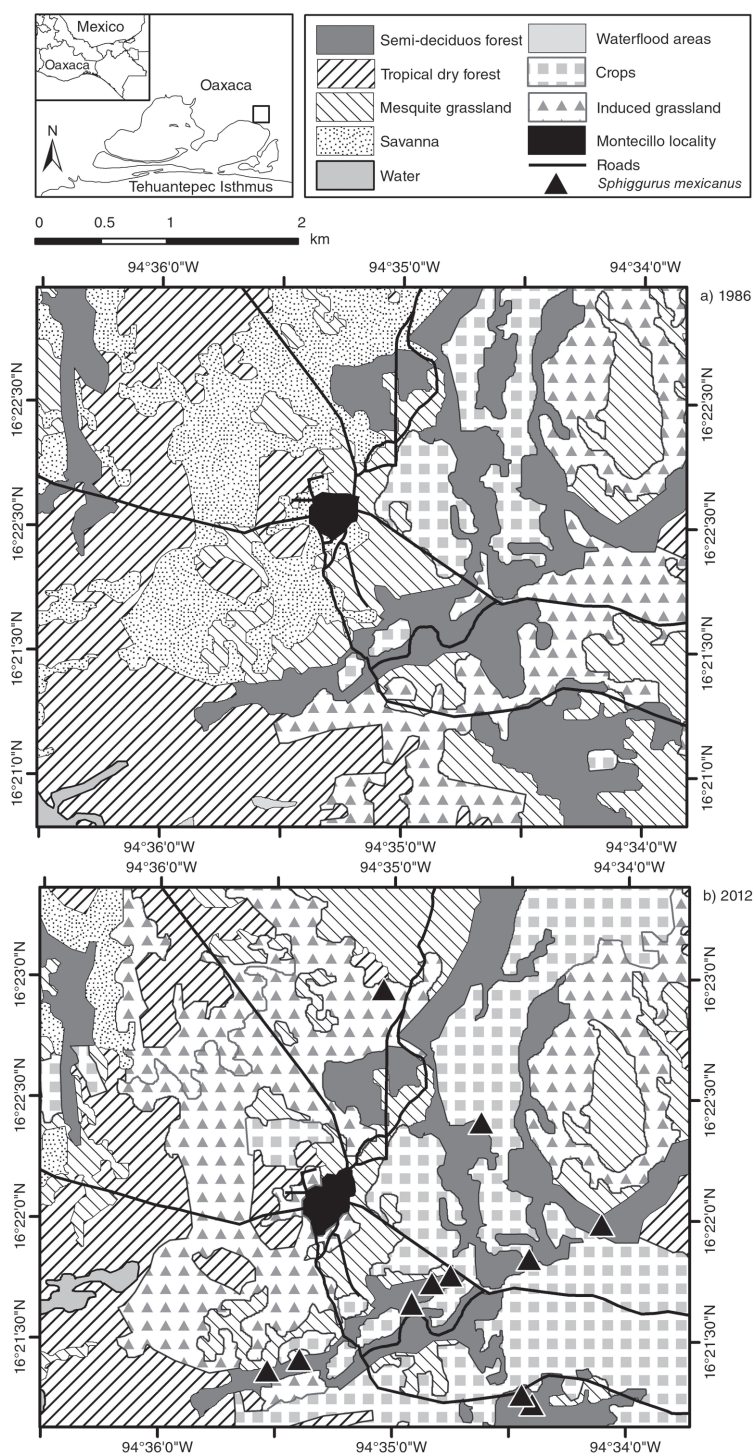 Mexico
Oaxaca
Oaxaca
N
Tehuantepec Isthmus
Semi-deciduos forest
Tropical dry forest
Mesquite grassland
Savanna
Water
Waterflood areas
Crops
Induced grassland
Montecillo locality
Roads
Sphiggurus mexicanus
0 0.5 1 2
km
94°36'0"W 94°35'0"W 94°34'0"W
a) 1986
16°22'30"N
16°22'30"N
16°21'30"N
16°21'0"N
16°22'30"N
16°22'30"N
16°21'30"N
16°21'0"N
94°36'0"W 94°35'0"W 94°34'0"W
94°36'0"W 94°35'0"W 94°34'0"W
b) 2012
16°23'0"N
16°22'30"N
16°22'0"N
16°21'30"N
16°23'0"N
16°22'30"N
16°22'0"N
16°21'30"N
94°36'0"W 94°35'0"W 94°34'0"W